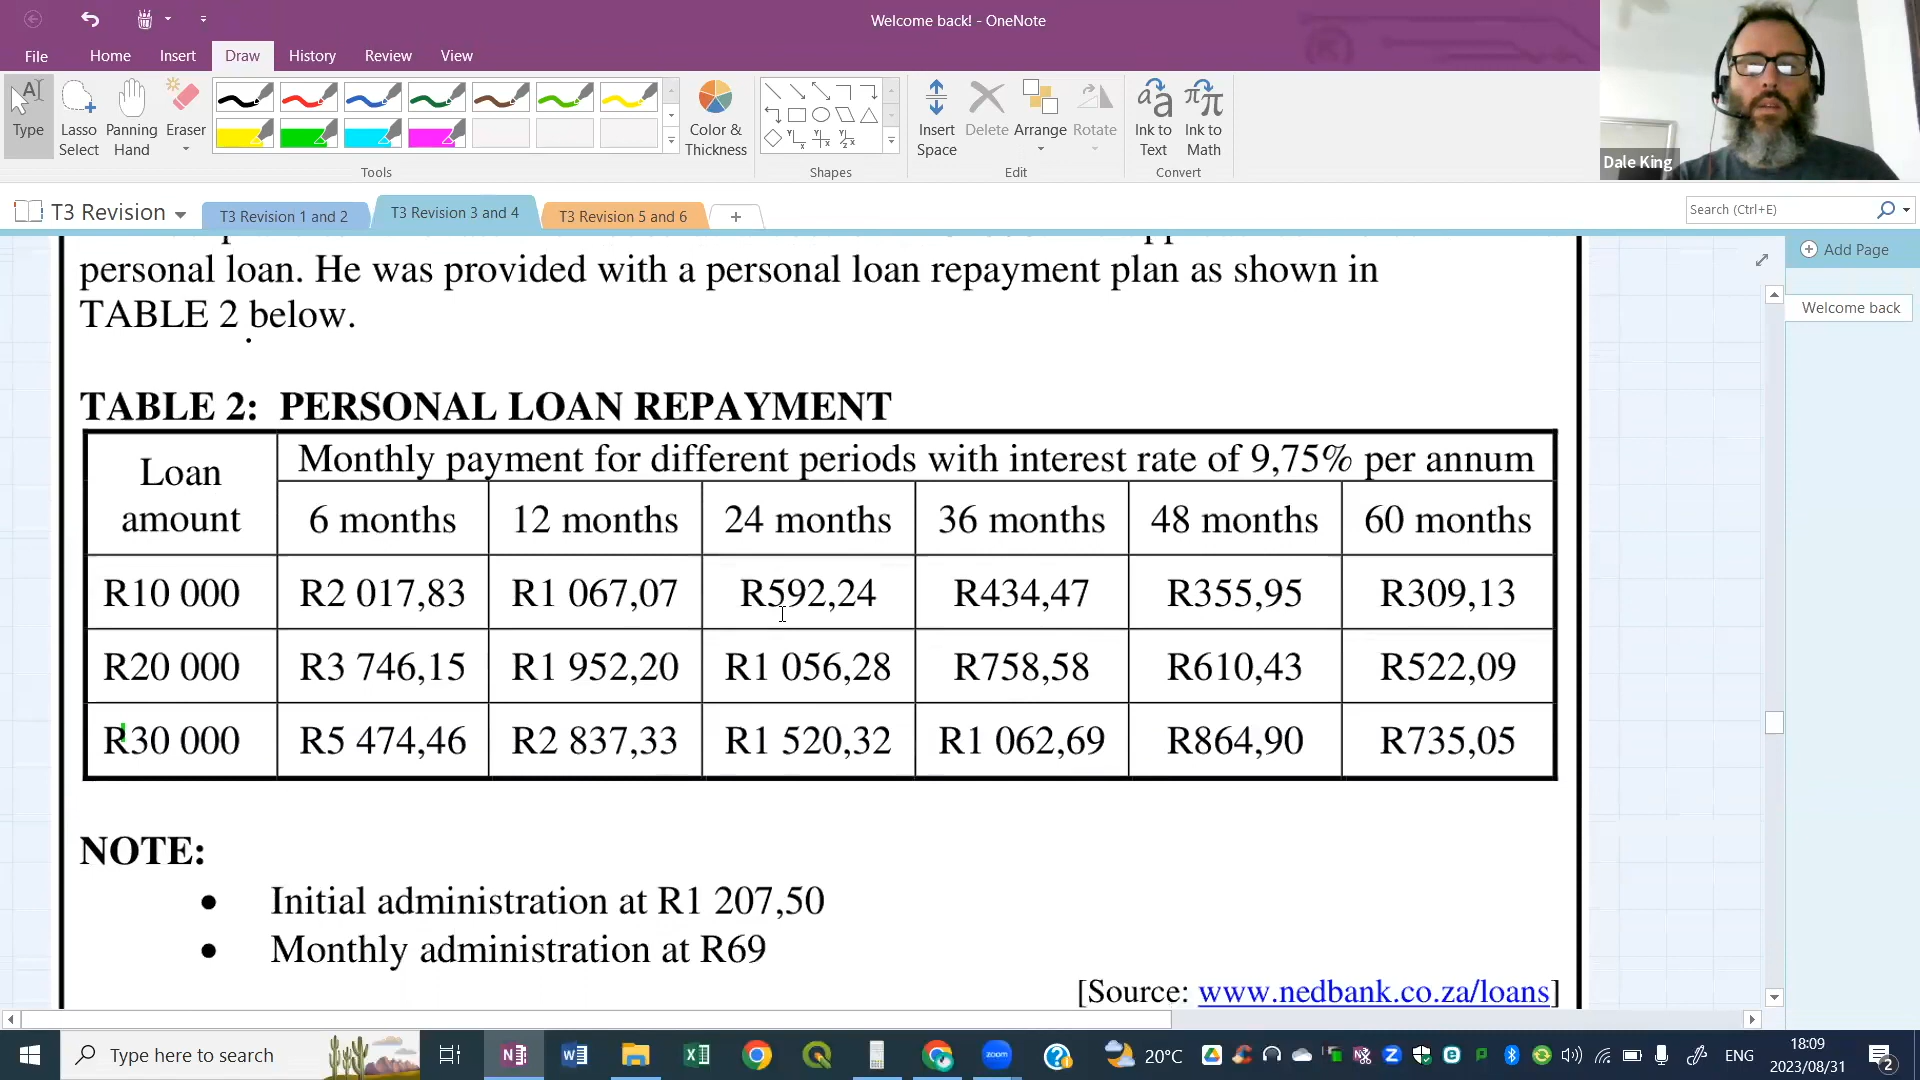 Welcome back! - OneNote
File Home Insert Draw History Review View
Type
Lasso Select
Panning Hand
Eraser
Color & Thickness
Insert Space
Delete
Arrange
Rotate
Ink to Text
Ink to Math
Tools
Shapes
Edit
Convert
Dale King
T3 Revision
T3 Revision 1 and 2
T3 Revision 3 and 4
T3 Revision 5 and 6
Search (Ctrl+E)
Add Page
Welcome back
personal loan. He was provided with a personal loan repayment plan as shown in
TABLE 2 below.
TABLE 2: PERSONAL LOAN REPAYMENT
Loan amount
Monthly payment for different periods with interest rate of 9,75% per annum
6 months 12 months 24 months 36 months 48 months 60 months
R10 000 R2 017,83 R1 067,07 R592,24 R434,47 R355,95 R309,13
R20 000 R3 746,15 R1 952,20 R1 056,28 R758,58 R610,43 R522,09
R30 000 R5 474,46 R2 837,33 R1 520,32 R1 062,69 R864,90 R735,05
NOTE:
• Initial administration at R1 207,50
• Monthly administration at R69
[Source: www.nedbank.co.za/loans]
Type here to search
zoom
20°C
ENG
18:09
2023/08/31
2